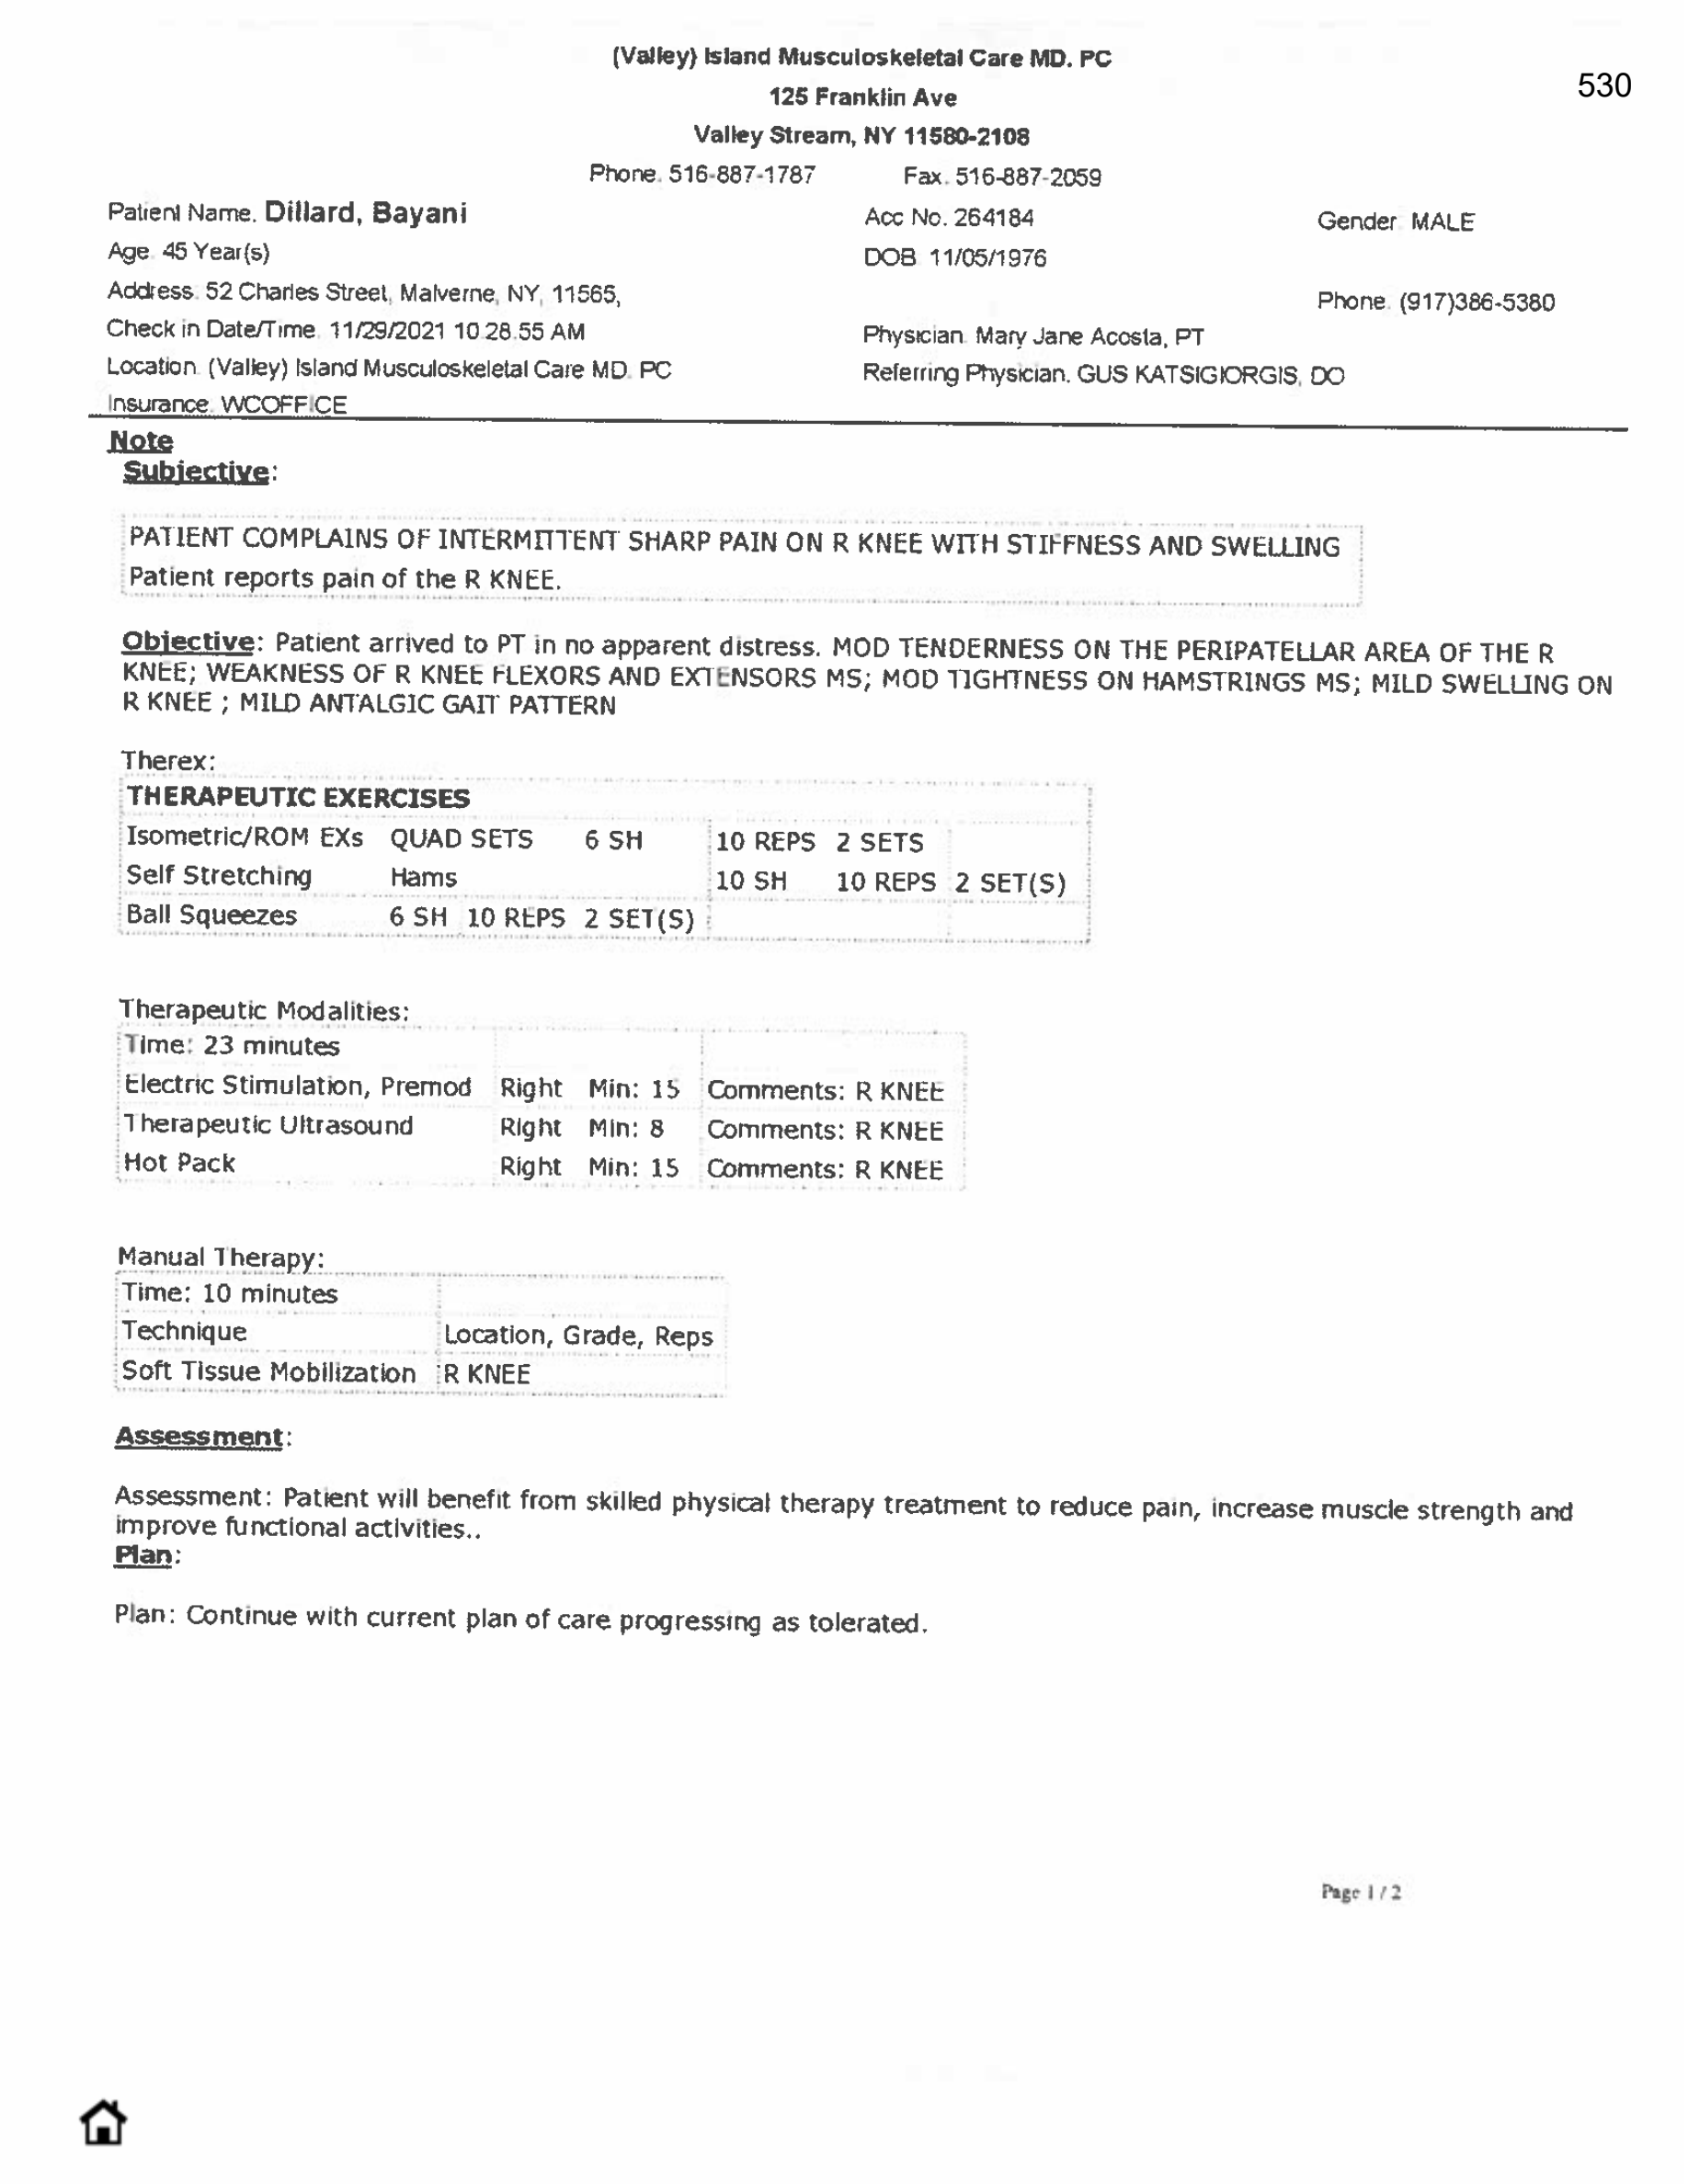 (Valley) Island Musculoskeletal Care MD. PC
530
125 Franklin Ave
Valley Stream, NY 11580-2108
Phone. 516-887-1787 Fax. 516-887-2059
Patient Name. Dillard, Bayani Acc No. 264184 Gender MALE
Age. 45 Year(s) DOB 11/05/1976
Address. 52 Charles Street, Malverne, NY, 11565, Phone. (917)386-5380
Check in Date/Time. 11/29/2021 10.28.55 AM Physician. Mary Jane Acosta, PT
Location (Valley) Island Musculoskeletal Care MD. PC Referring Physician. GUS KATSIGIORGIS, DO
Insurance. WCOFFICE
Note
Subjective:
PATIENT COMPLAINS OF INTERMITTENT SHARP PAIN ON R KNEE WITH STIFFNESS AND SWELLING
Patient reports pain of the R KNEE.
Objective: Patient arrived to PT in no apparent distress. MOD TENDERNESS ON THE PERIPATELLAR AREA OF THE R
KNEE; WEAKNESS OF R KNEE FLEXORS AND EXTENSORS MS; MOD TIGHTNESS ON HAMSTRINGS MS; MILD SWELLING ON
R KNEE ; MILD ANTALGIC GAIT PATTERN
Therex:
THERAPEUTIC EXERCISES
Isometric/ROM EXs QUAD SETS 6 SH 10 REPS 2 SETS
Self Stretching Hams 10 SH 10 REPS 2 SET(S)
Ball Squeezes 6 SH 10 REPS 2 SET(S)
Therapeutic Modalities:
Time: 23 minutes
Electric Stimulation, Premod Right Min: 15 Comments: R KNEE
Therapeutic Ultrasound Right Min: 8 Comments: R KNEE
Hot Pack Right Min: 15 Comments: R KNEE
Manual Therapy:
Time: 10 minutes
Technique Location, Grade, Reps
Soft Tissue Mobilization R KNEE
Assessment:
Assessment: Patient will benefit from skilled physical therapy treatment to reduce pain, increase muscle strength and
improve functional activities..
Plan:
Plan: Continue with current plan of care progressing as tolerated.
Page 1 / 2